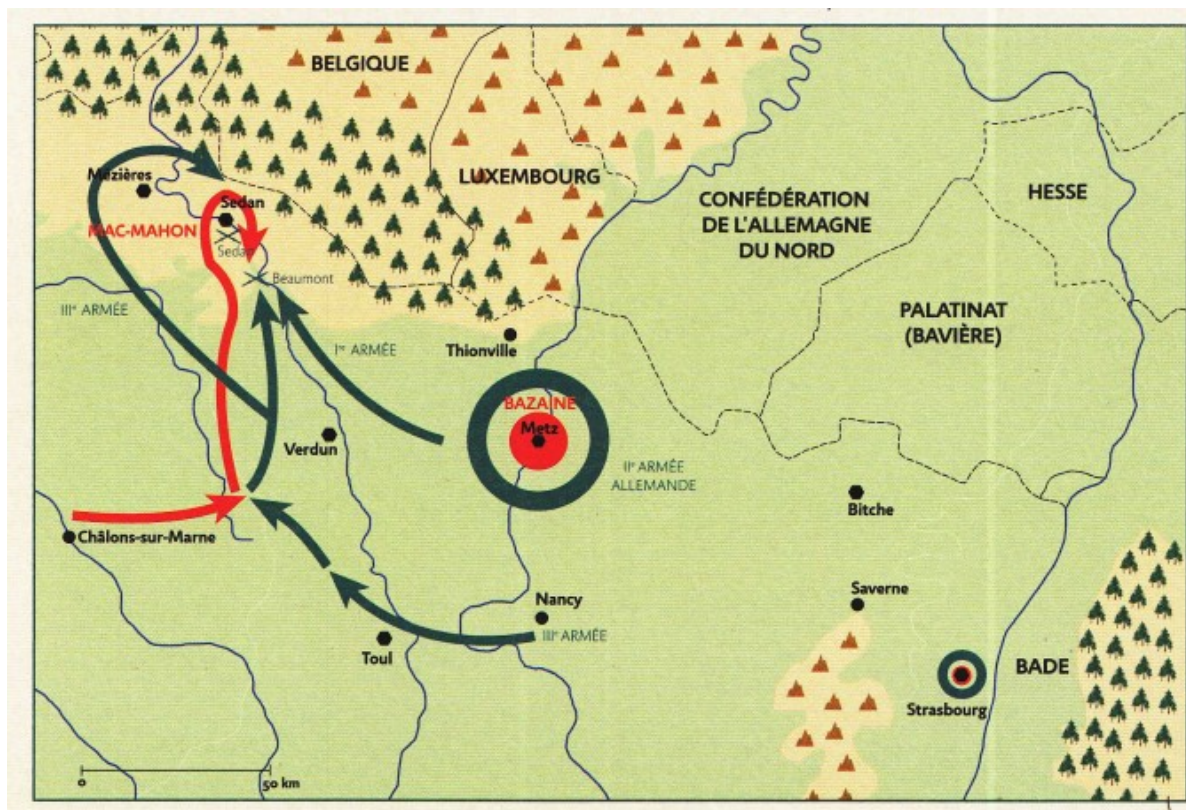 BELGIQUE
LUXEMBOURG
CONFÉDÉRATION
DE L'ALLEMAGNE
DU NORD
HESSE
PALATINAT
(BAVIÈRE)
Mézières
Sedan
MAC-MAHON
Sedan
Beaumont
IIIe ARMÉE
Ire ARMÉE
Thionville
BAZAINE
Metz
Verdun
IIe ARMÉE
ALLEMANDE
Bitche
Châlons-sur-Marne
Saverne
Nancy
IIIe ARMÉE
Toul
BADE
Strasbourg
0
50 km